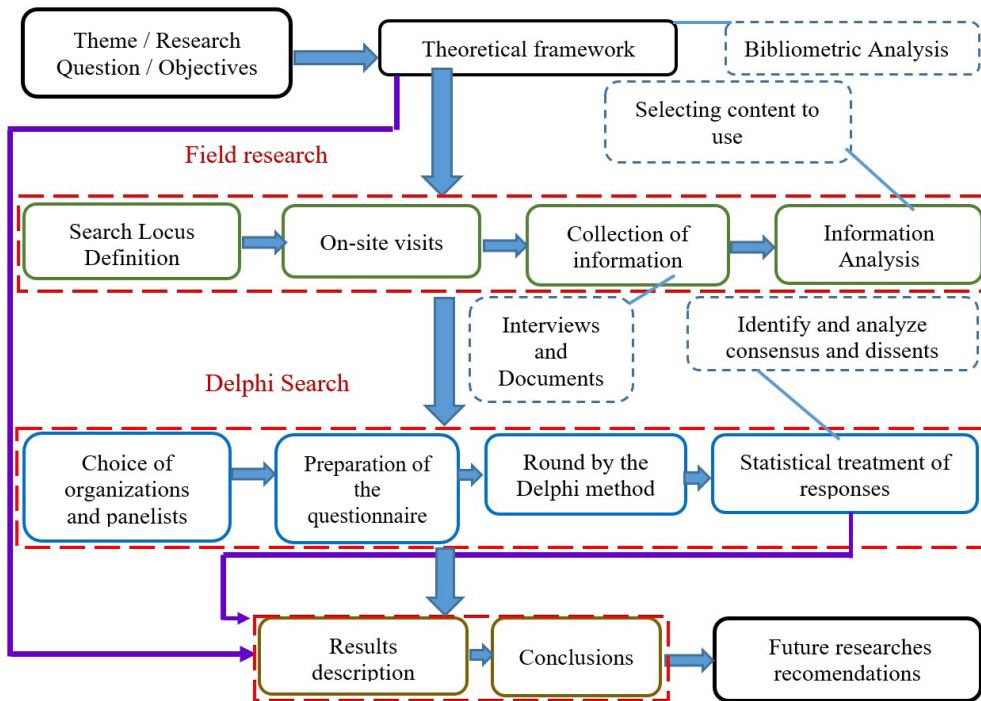 Theme / Research
Question / Objectives
Theoretical framework
Bibliometric Analysis
Selecting content to
use
Field research
Search Locus
Definition
On-site visits
Collection of
information
Information
Analysis
Interviews
and
Documents
Identify and analyze
consensus and dissents
Delphi Search
Choice of
organizations
and panelists
Preparation of
the
questionnaire
Round by the
Delphi method
Statistical treatment of
responses
Results
description
Conclusions
Future researches
recomendations